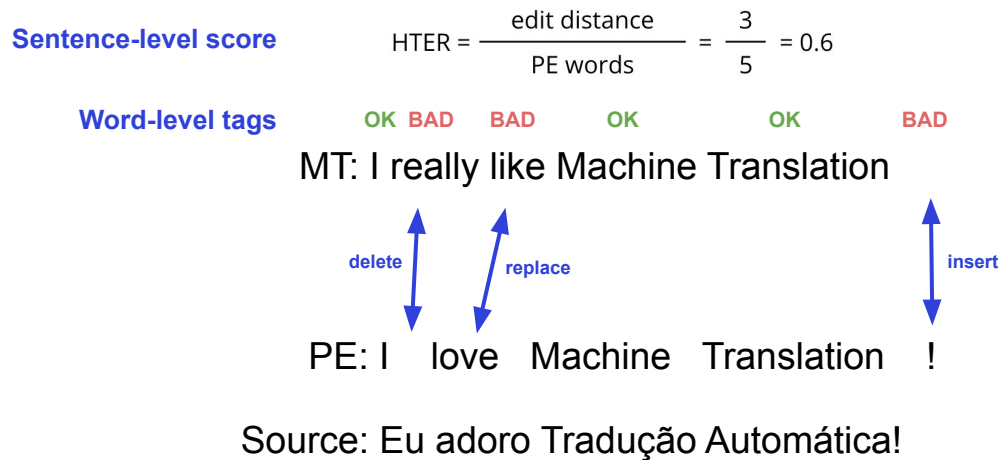 Sentence-level score HTER = edit distance / PE words = 3 / 5 = 0.6
Word-level tags OK BAD BAD OK OK BAD
MT: I really like Machine Translation
delete replace insert
PE: I love Machine Translation !
Source: Eu adoro Tradução Automática!